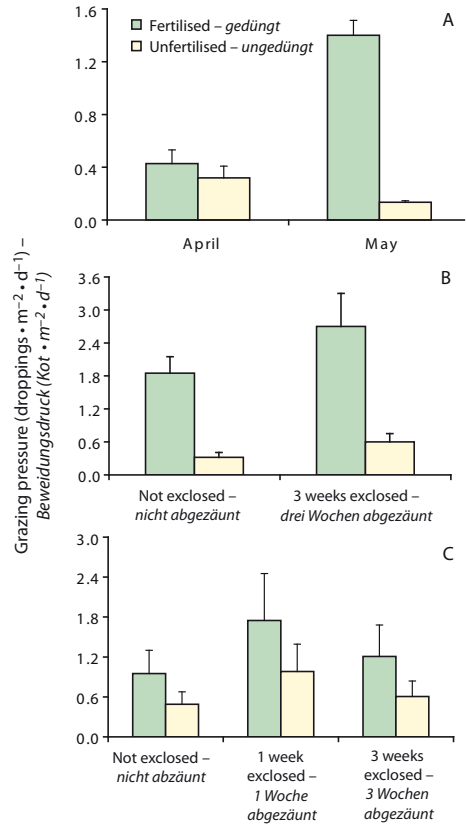 Grazing pressure (droppings • m⁻² • d⁻¹) –
Beweidungsdruck (Kot • m⁻² • d⁻¹)
A
1.6
1.2
0.8
0.4
0.0
Fertilised – gedüngt
Unfertilised – ungedüngt
April May
B
3.6
3.0
2.4
1.8
1.2
0.6
0.0
Not exclosed –
nicht abgezäunt
3 weeks exclosed –
drei Wochen abgezäunt
C
3.0
2.4
1.8
1.2
0.6
0.0
Not exclosed –
nicht abzäunt
1 week
exclosed –
1 Woche
abgezäunt
3 weeks
exclosed –
3 Wochen
abgezäunt